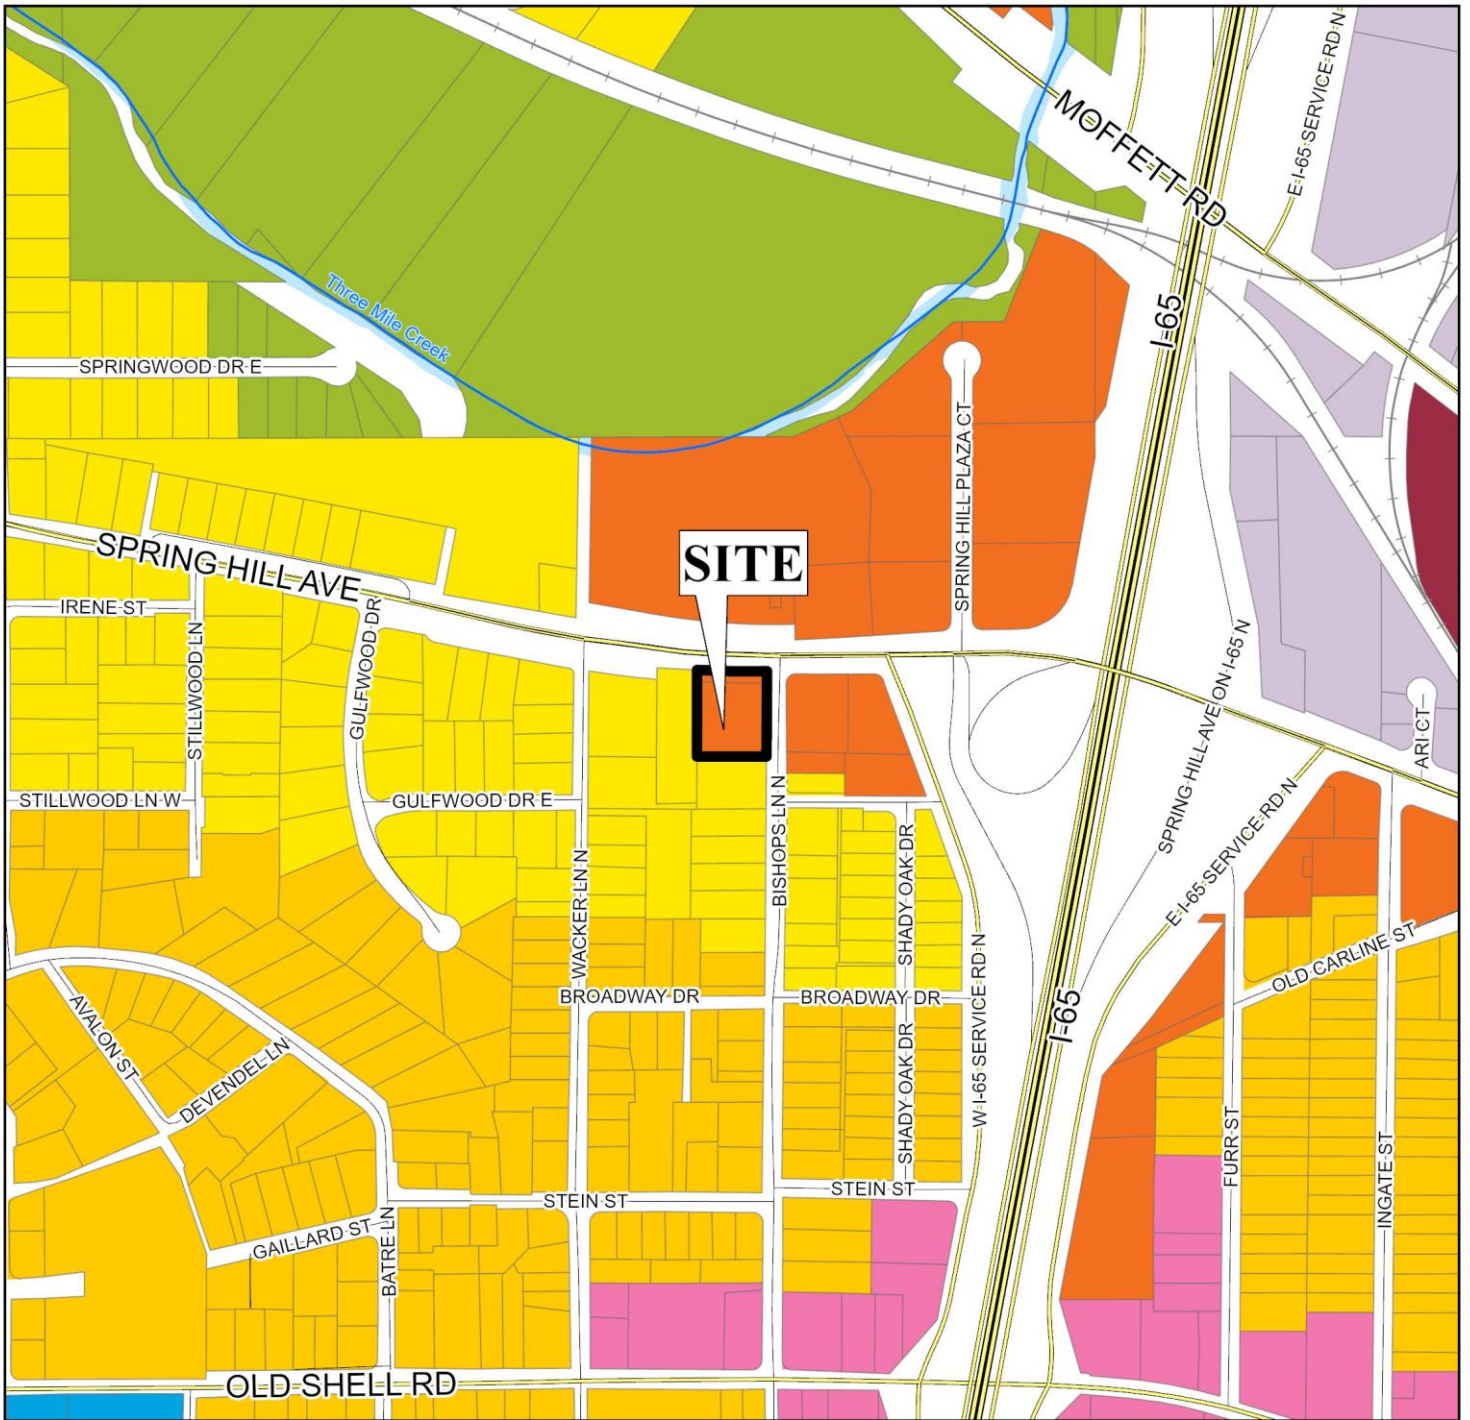 E-I-65-SERVICE-RD-N
MOFFETT RD
I-65
Three Mile Creek
SPRINGWOOD DR E
SPRING HILL PLAZA CT
SPRING HILL AVE
SITE
IRENE ST
STILLWOOD LN
GULFWOOD DR
SPRING HILL AVE ON I-65 N
ARI CT
STILLWOOD LN W
GULFWOOD DR E
BISHOPS LN N
SHADY OAK DR
E-I-65-SERVICE-RD-N
WACKER LN N
W I-65 SERVICE RD N
OLD CARLINE ST
BROADWAY DR
BROADWAY DR
I-65
AVALON ST
DEVENDEL LN
SHADY OAK DR
FURR ST
INGATE ST
STEIN ST
STEIN ST
GAILLARD ST
BATRE LN
OLD SHELL RD